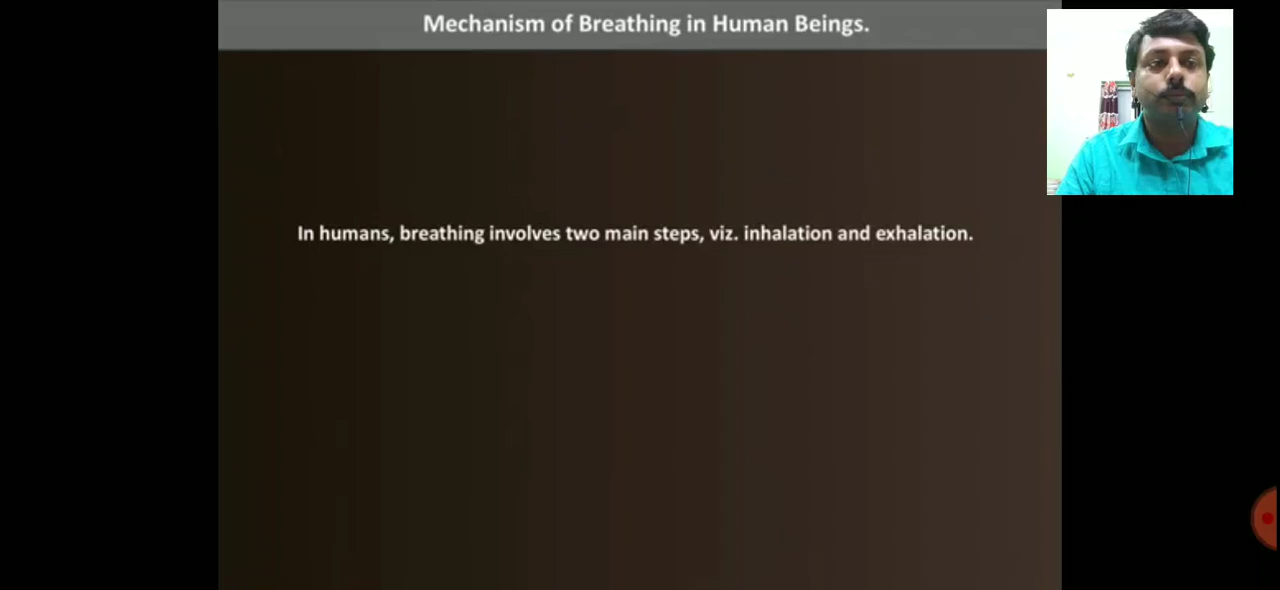 Mechanism of Breathing in Human Beings.
In humans, breathing involves two main steps, viz. inhalation and exhalation.